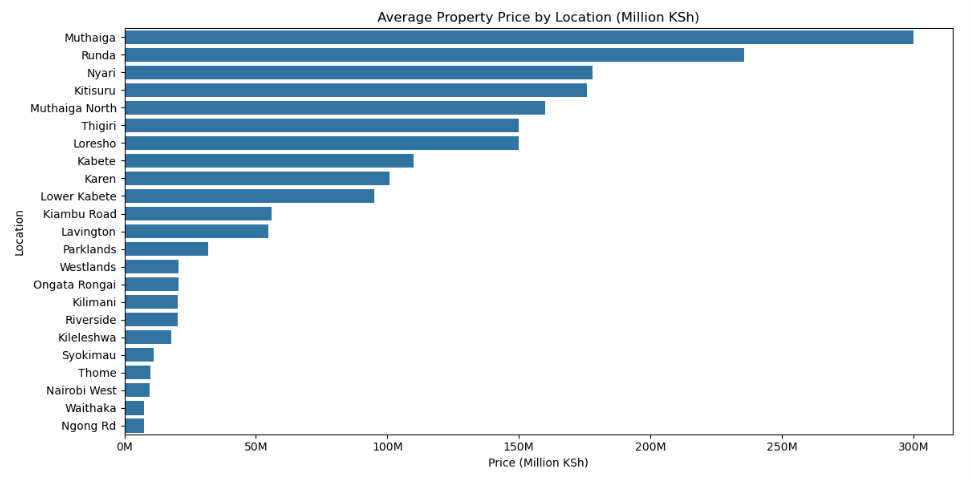 Average Property Price by Location (Million KSh)
Muthaiga
Runda
Nyari
Kitisuru
Muthaiga North
Thigiri
Loresho
Kabete
Karen
Lower Kabete
Kiambu Road
Lavington
Parklands
Westlands
Ongata Rongai
Kilimani
Riverside
Kileleshwa
Syokimau
Thome
Nairobi West
Waithaka
Ngong Rd
Location
0M 50M 100M 150M 200M 250M 300M
Price (Million KSh)